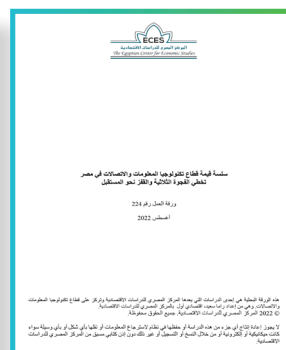 ECES
المركز المصري للدراسات الاقتصادية
The Egyptian Center for Economic Studies
سلسلة قيمة قطاع تكنولوجيا المعلومات والاتصالات في مصر
تخطي الفجوة الثلاثية والقفز نحو المستقبل
ورقة العمل رقم 224
أغسطس 2022
هذه الورقة البحثية هي إحدى الدراسات التي يعدها المركز المصري للدراسات الاقتصادية وتركز على قطاع تكنولوجيا المعلومات
والاتصالات. وهي من إعداد راما سعيد، اقتصادي أول بالمركز المصري للدراسات الاقتصادية.
© 2022 المركز المصري للدراسات الاقتصادية. جميع الحقوق محفوظة.
لا يجوز إعادة إنتاج أي جزء من هذه الدراسة أو حفظها في نظام لاسترجاع المعلومات أو نقلها بأي شكل أو بأي وسيلة سواء
كانت ميكانيكية أو إلكترونية أو من خلال النسخ أو التسجيل أو غير ذلك دون إذن كتابي مسبق من المركز المصري للدراسات
الاقتصادية.